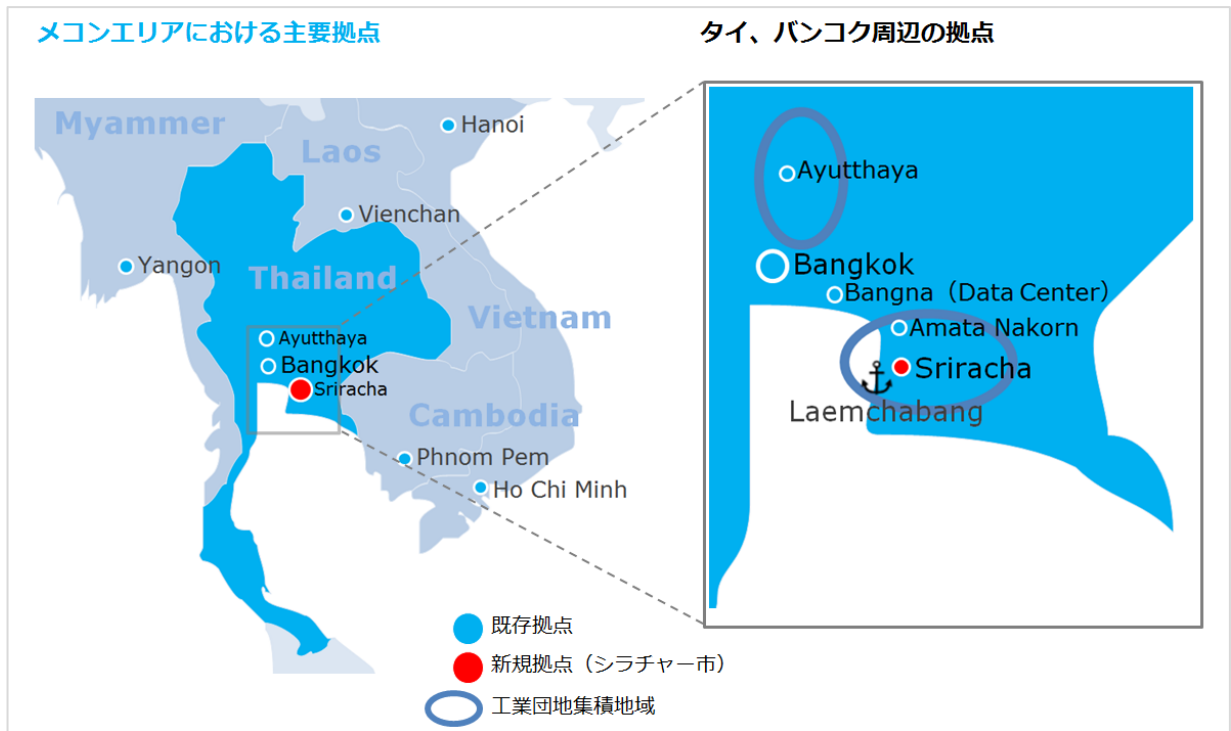 メコンエリアにおける主要拠点
タイ、バンコク周辺の拠点
Myammer
Laos
Hanoi
Vienchan
Yangon
Thailand
Vietnam
Ayutthaya
Bangkok
Sriracha
Cambodia
Phnom Pem
Ho Chi Minh
Ayutthaya
Bangkok
Bangna（Data Center）
Amata Nakorn
Sriracha
Laemchabang
既存拠点
新規拠点（シラチャー市）
工業団地集積地域